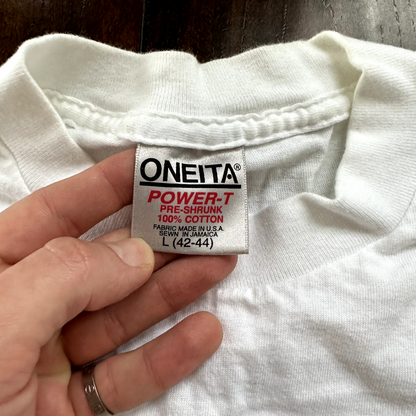 ONEITA®
POWER-T
PRE-SHRUNK
100% COTTON
FABRIC MADE IN U.S.A.
SEWN IN JAMAICA
L (42-44)